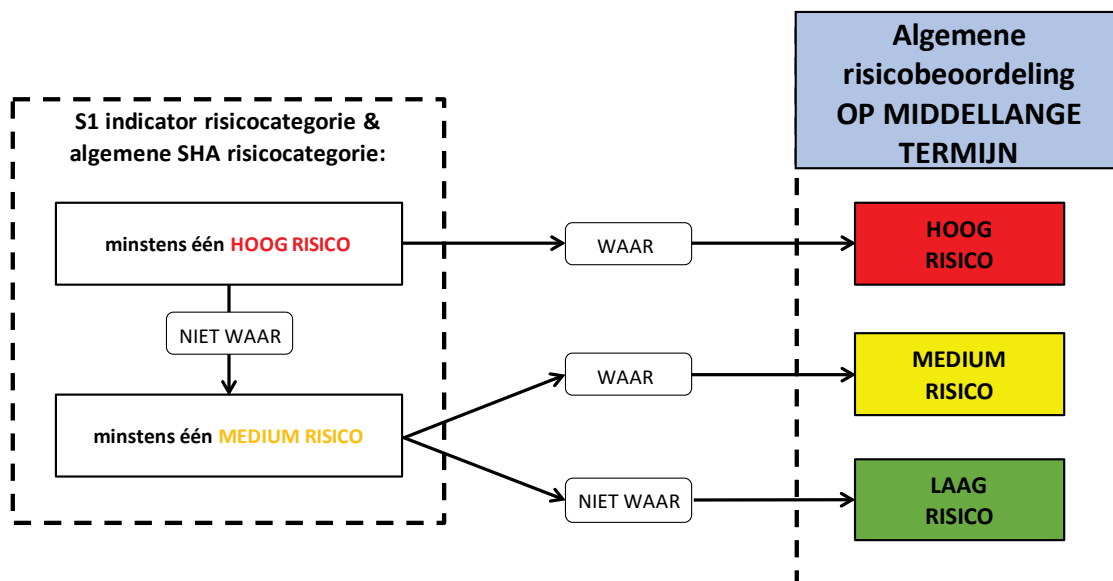 Algemene
risicobeoordeling
OP MIDDELLANGE
TERMIJN
S1 indicator risicocategorie &
algemene SHA risicocategorie:
minstens één HOOG RISICO
WAAR
HOOG
RISICO
NIET WAAR
minstens één MEDIUM RISICO
WAAR
MEDIUM
RISICO
NIET WAAR
LAAG
RISICO